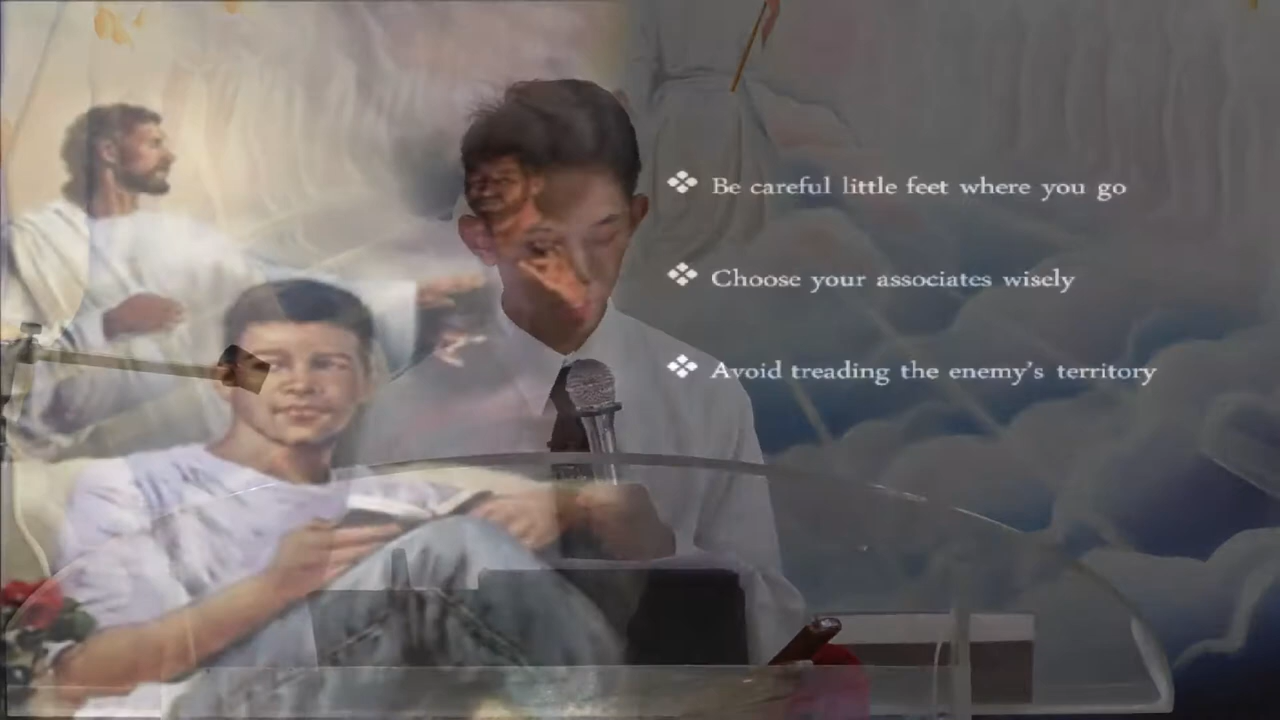 ❖ Be careful little feet where you go
❖ Choose your associates wisely
❖ Avoid treading the enemy's territory